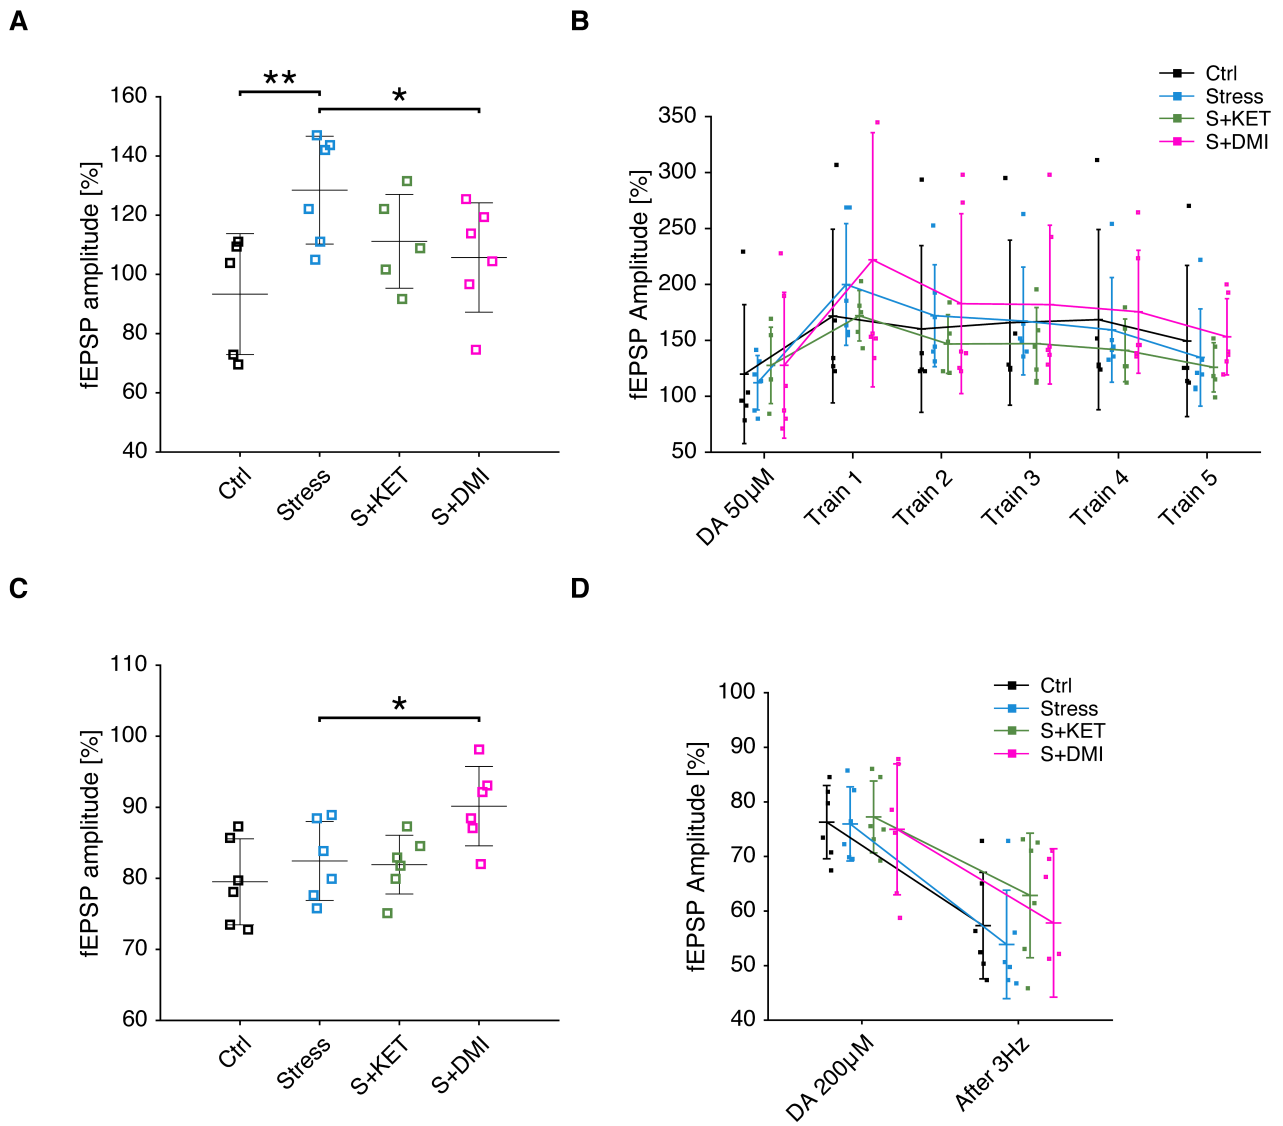 A
fEPSP amplitude [%]
160
140
120
100
80
60
40
**
*
Ctrl
Stress
S+KET
S+DMI
B
fEPSP Amplitude [%]
350
300
250
200
150
100
50
Ctrl
Stress
S+KET
S+DMI
DA 50µM
Train 1
Train 2
Train 3
Train 4
Train 5
C
fEPSP amplitude [%]
110
100
90
80
70
60
*
Ctrl
Stress
S+KET
S+DMI
D
fEPSP Amplitude [%]
100
90
80
70
60
50
40
Ctrl
Stress
S+KET
S+DMI
DA 200µM
After 3Hz